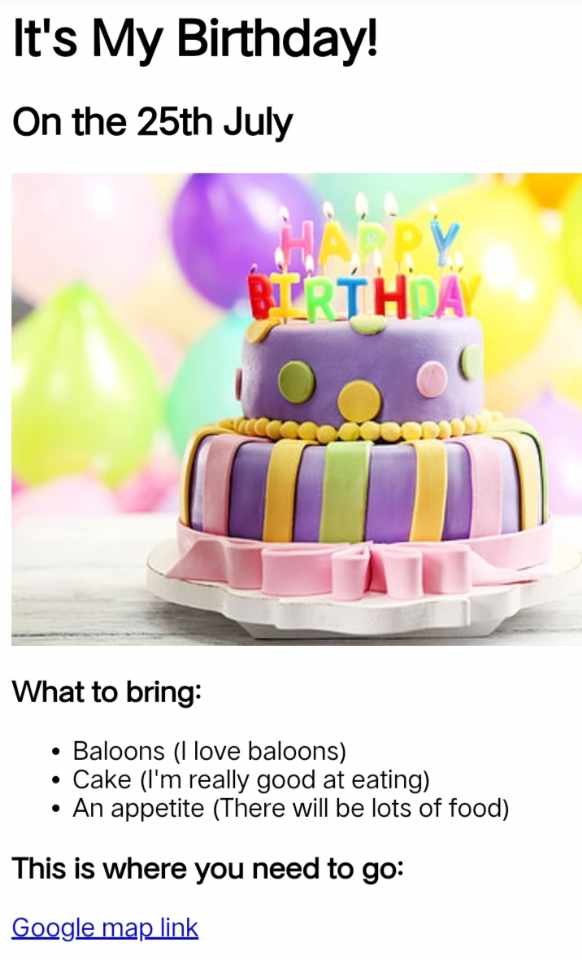 It's My Birthday!
On the 25th July
HAPPY
BIRTHDAY
What to bring:
• Baloons (I love baloons)
• Cake (I'm really good at eating)
• An appetite (There will be lots of food)
This is where you need to go:
Google map link